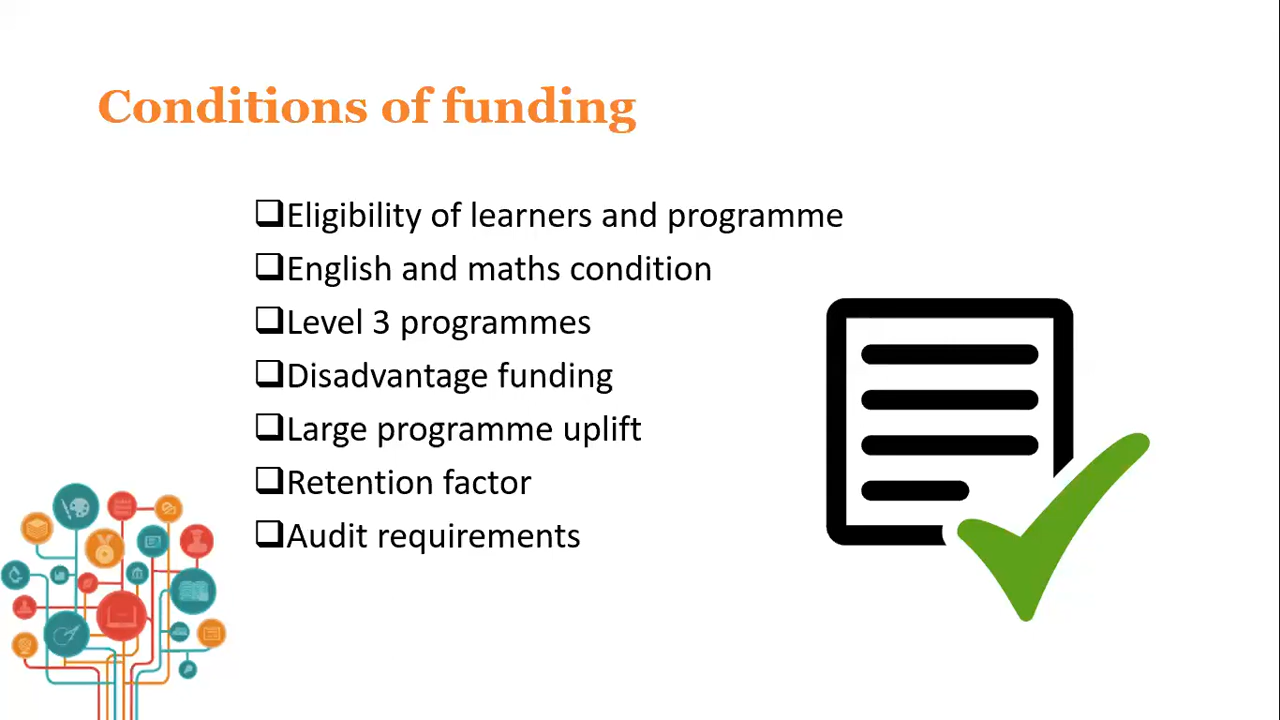 Conditions of funding
❑Eligibility of learners and programme
❑English and maths condition
❑Level 3 programmes
❑Disadvantage funding
❑Large programme uplift
❑Retention factor
❑Audit requirements